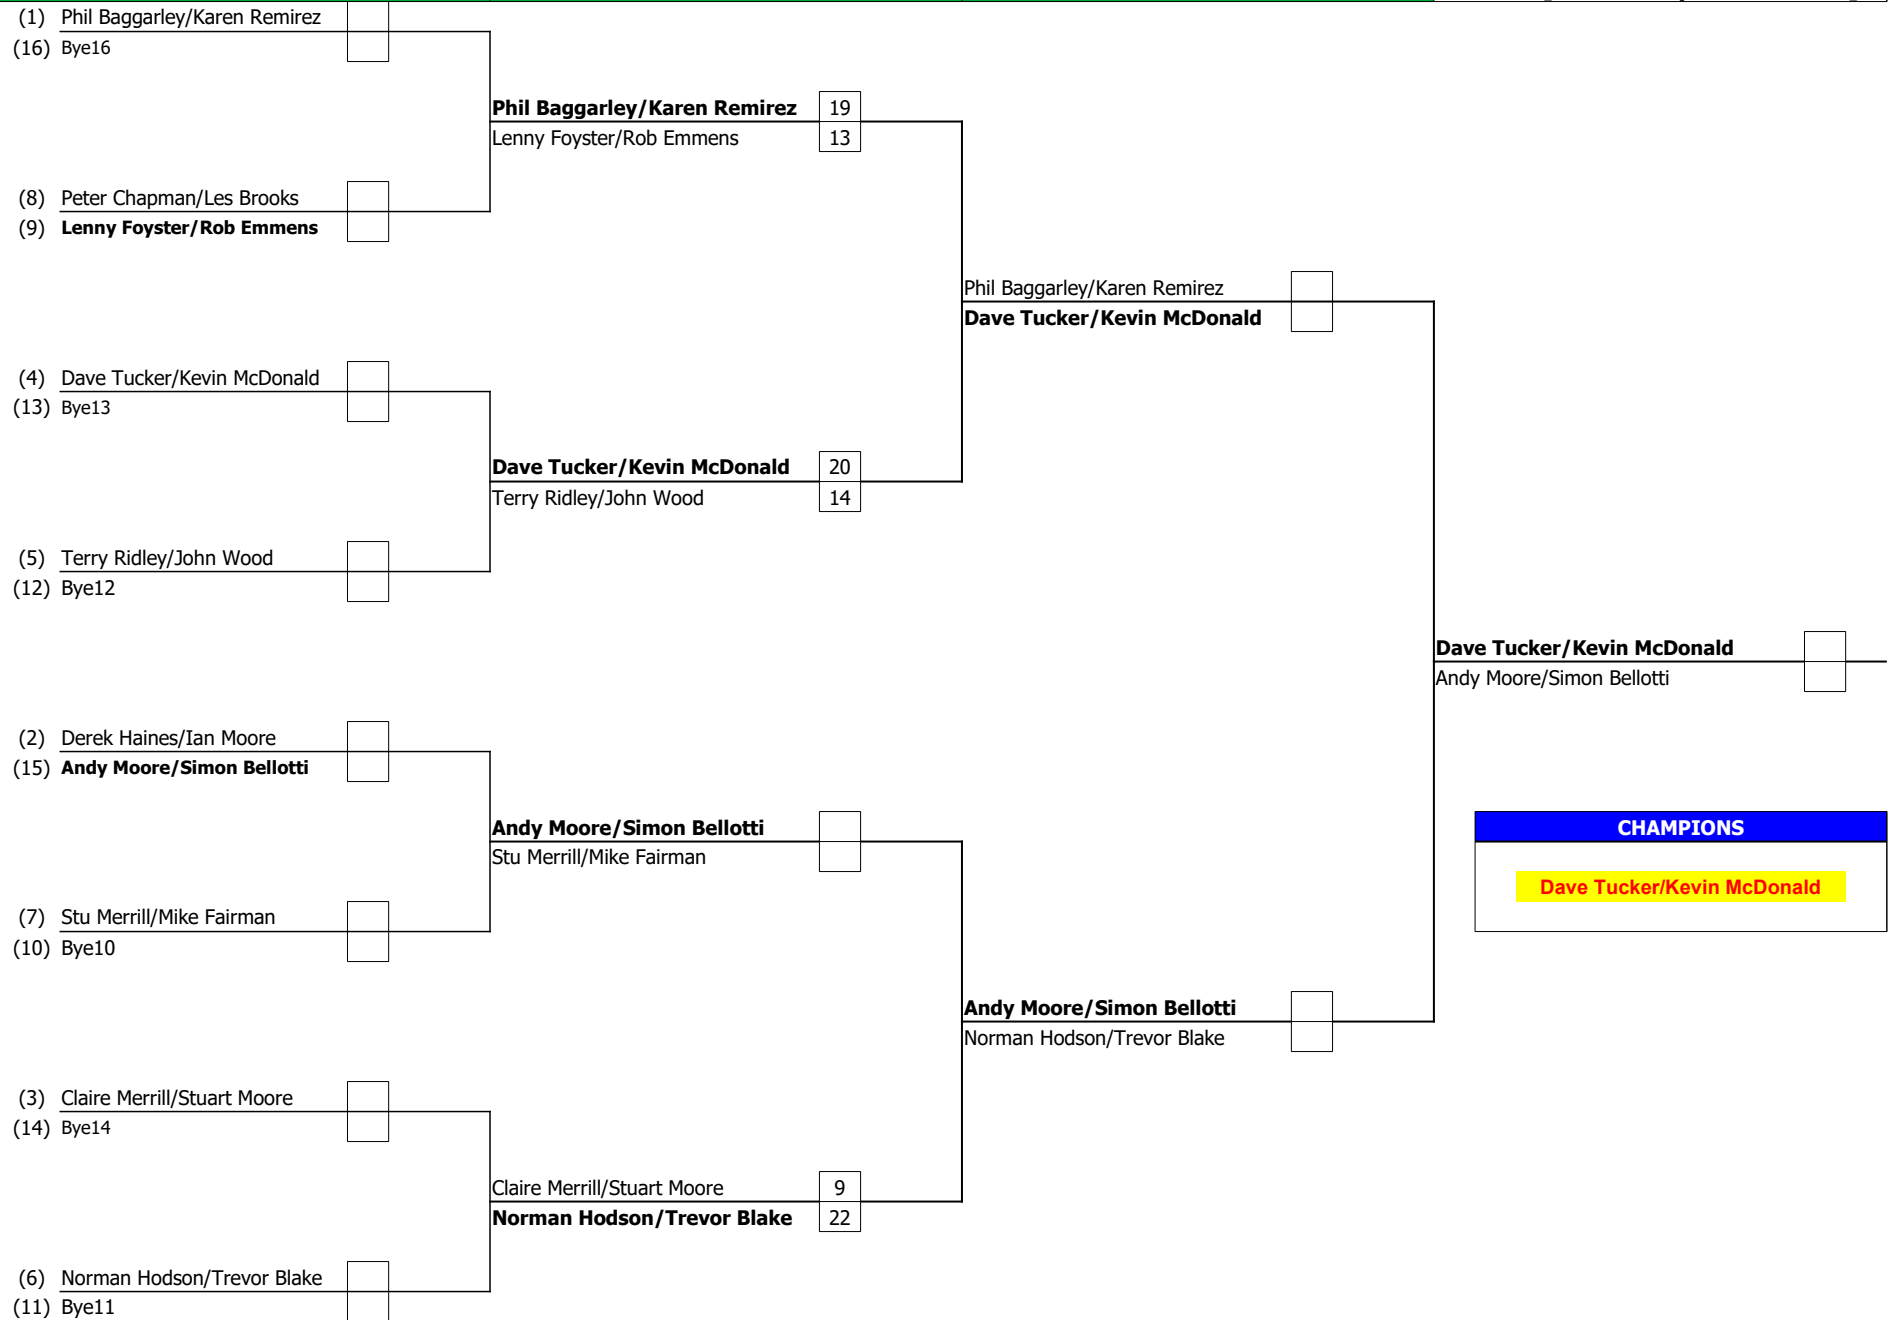 (1) Phil Baggarley/Karen Remirez
(16) Bye16
Phil Baggarley/Karen Remirez 19
Lenny Foyster/Rob Emmens 13
(8) Peter Chapman/Les Brooks
(9) Lenny Foyster/Rob Emmens
Phil Baggarley/Karen Remirez
Dave Tucker/Kevin McDonald
(4) Dave Tucker/Kevin McDonald
(13) Bye13
Dave Tucker/Kevin McDonald 20
Terry Ridley/John Wood 14
(5) Terry Ridley/John Wood
(12) Bye12
Dave Tucker/Kevin McDonald
Andy Moore/Simon Bellotti
(2) Derek Haines/Ian Moore
(15) Andy Moore/Simon Bellotti
Andy Moore/Simon Bellotti
Stu Merrill/Mike Fairman
CHAMPIONS
Dave Tucker/Kevin McDonald
(7) Stu Merrill/Mike Fairman
(10) Bye10
Andy Moore/Simon Bellotti
Norman Hodson/Trevor Blake
(3) Claire Merrill/Stuart Moore
(14) Bye14
Claire Merrill/Stuart Moore 9
Norman Hodson/Trevor Blake 22
(6) Norman Hodson/Trevor Blake
(11) Bye11